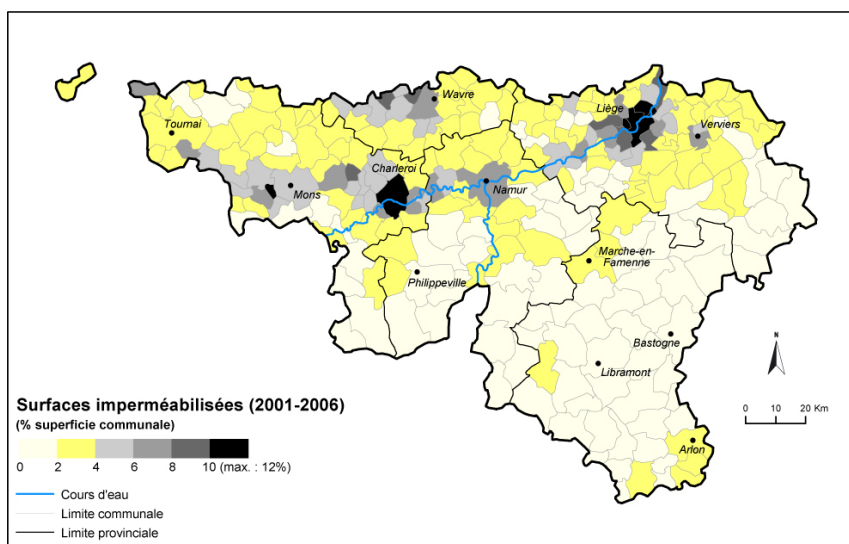 Wavre
Liège
Tournai
Verviers
Charleroi
Mons
Namur
Marche-en-
Famenne
Philippeville
Bastogne
N
Libramont
Surfaces imperméabilisées (2001-2006)
(% superficie communale)
0 2 4 6 8 10 (max. : 12%)
0 10 20 Km
Arlon
Cours d'eau
Limite communale
Limite provinciale